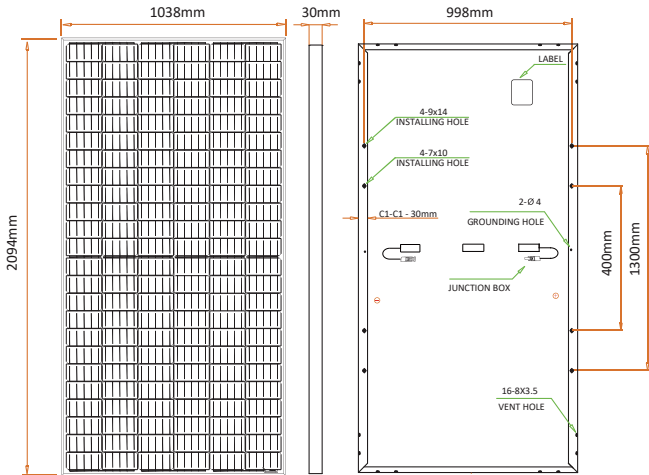 1038mm
30mm
998mm
2094mm
LABEL
4-9x14
INSTALLING HOLE
4-7x10
INSTALLING HOLE
C1-C1 - 30mm
2-Ø 4
GROUNDING HOLE
JUNCTION BOX
400mm
1300mm
16-8X3.5
VENT HOLE